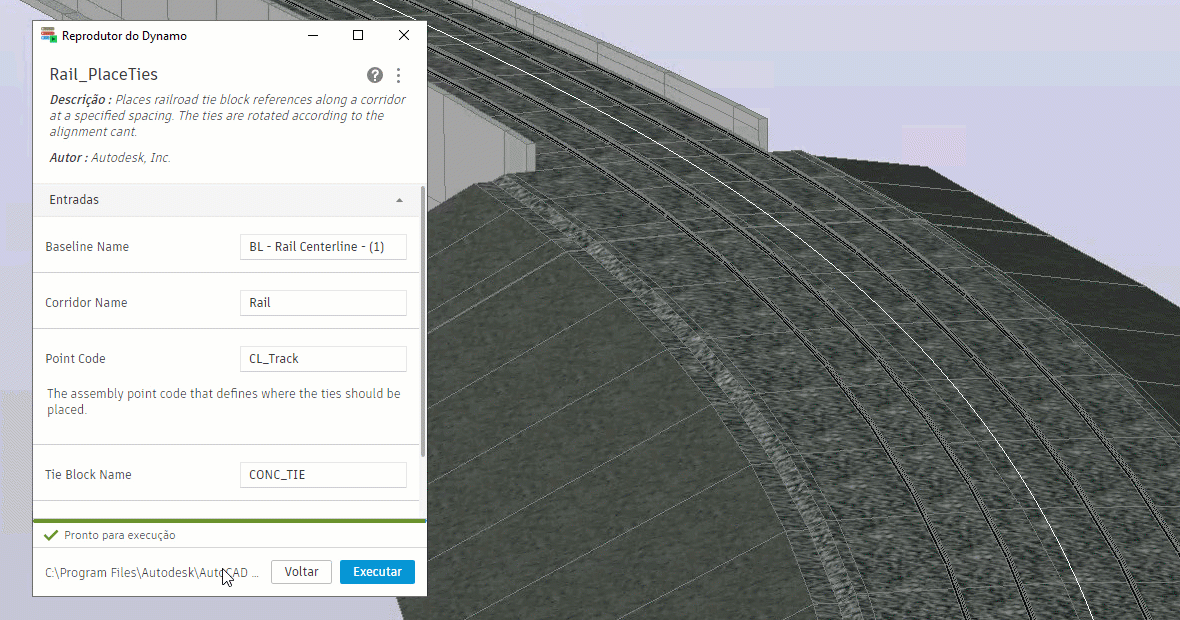 Reprodutor do Dynamo
Rail_PlaceTies
Descrição : Places railroad tie block references along a corridor
at a specified spacing. The ties are rotated according to the
alignment cant.
Autor : Autodesk, Inc.
Entradas
Baseline Name
BL - Rail Centerline - (1)
Corridor Name
Rail
Point Code
CL_Track
The assembly point code that defines where the ties should be
placed.
Tie Block Name
CONC_TIE
Pronto para execução
C:\Program Files\Autodesk\AutoCAD ...
Voltar
Executar